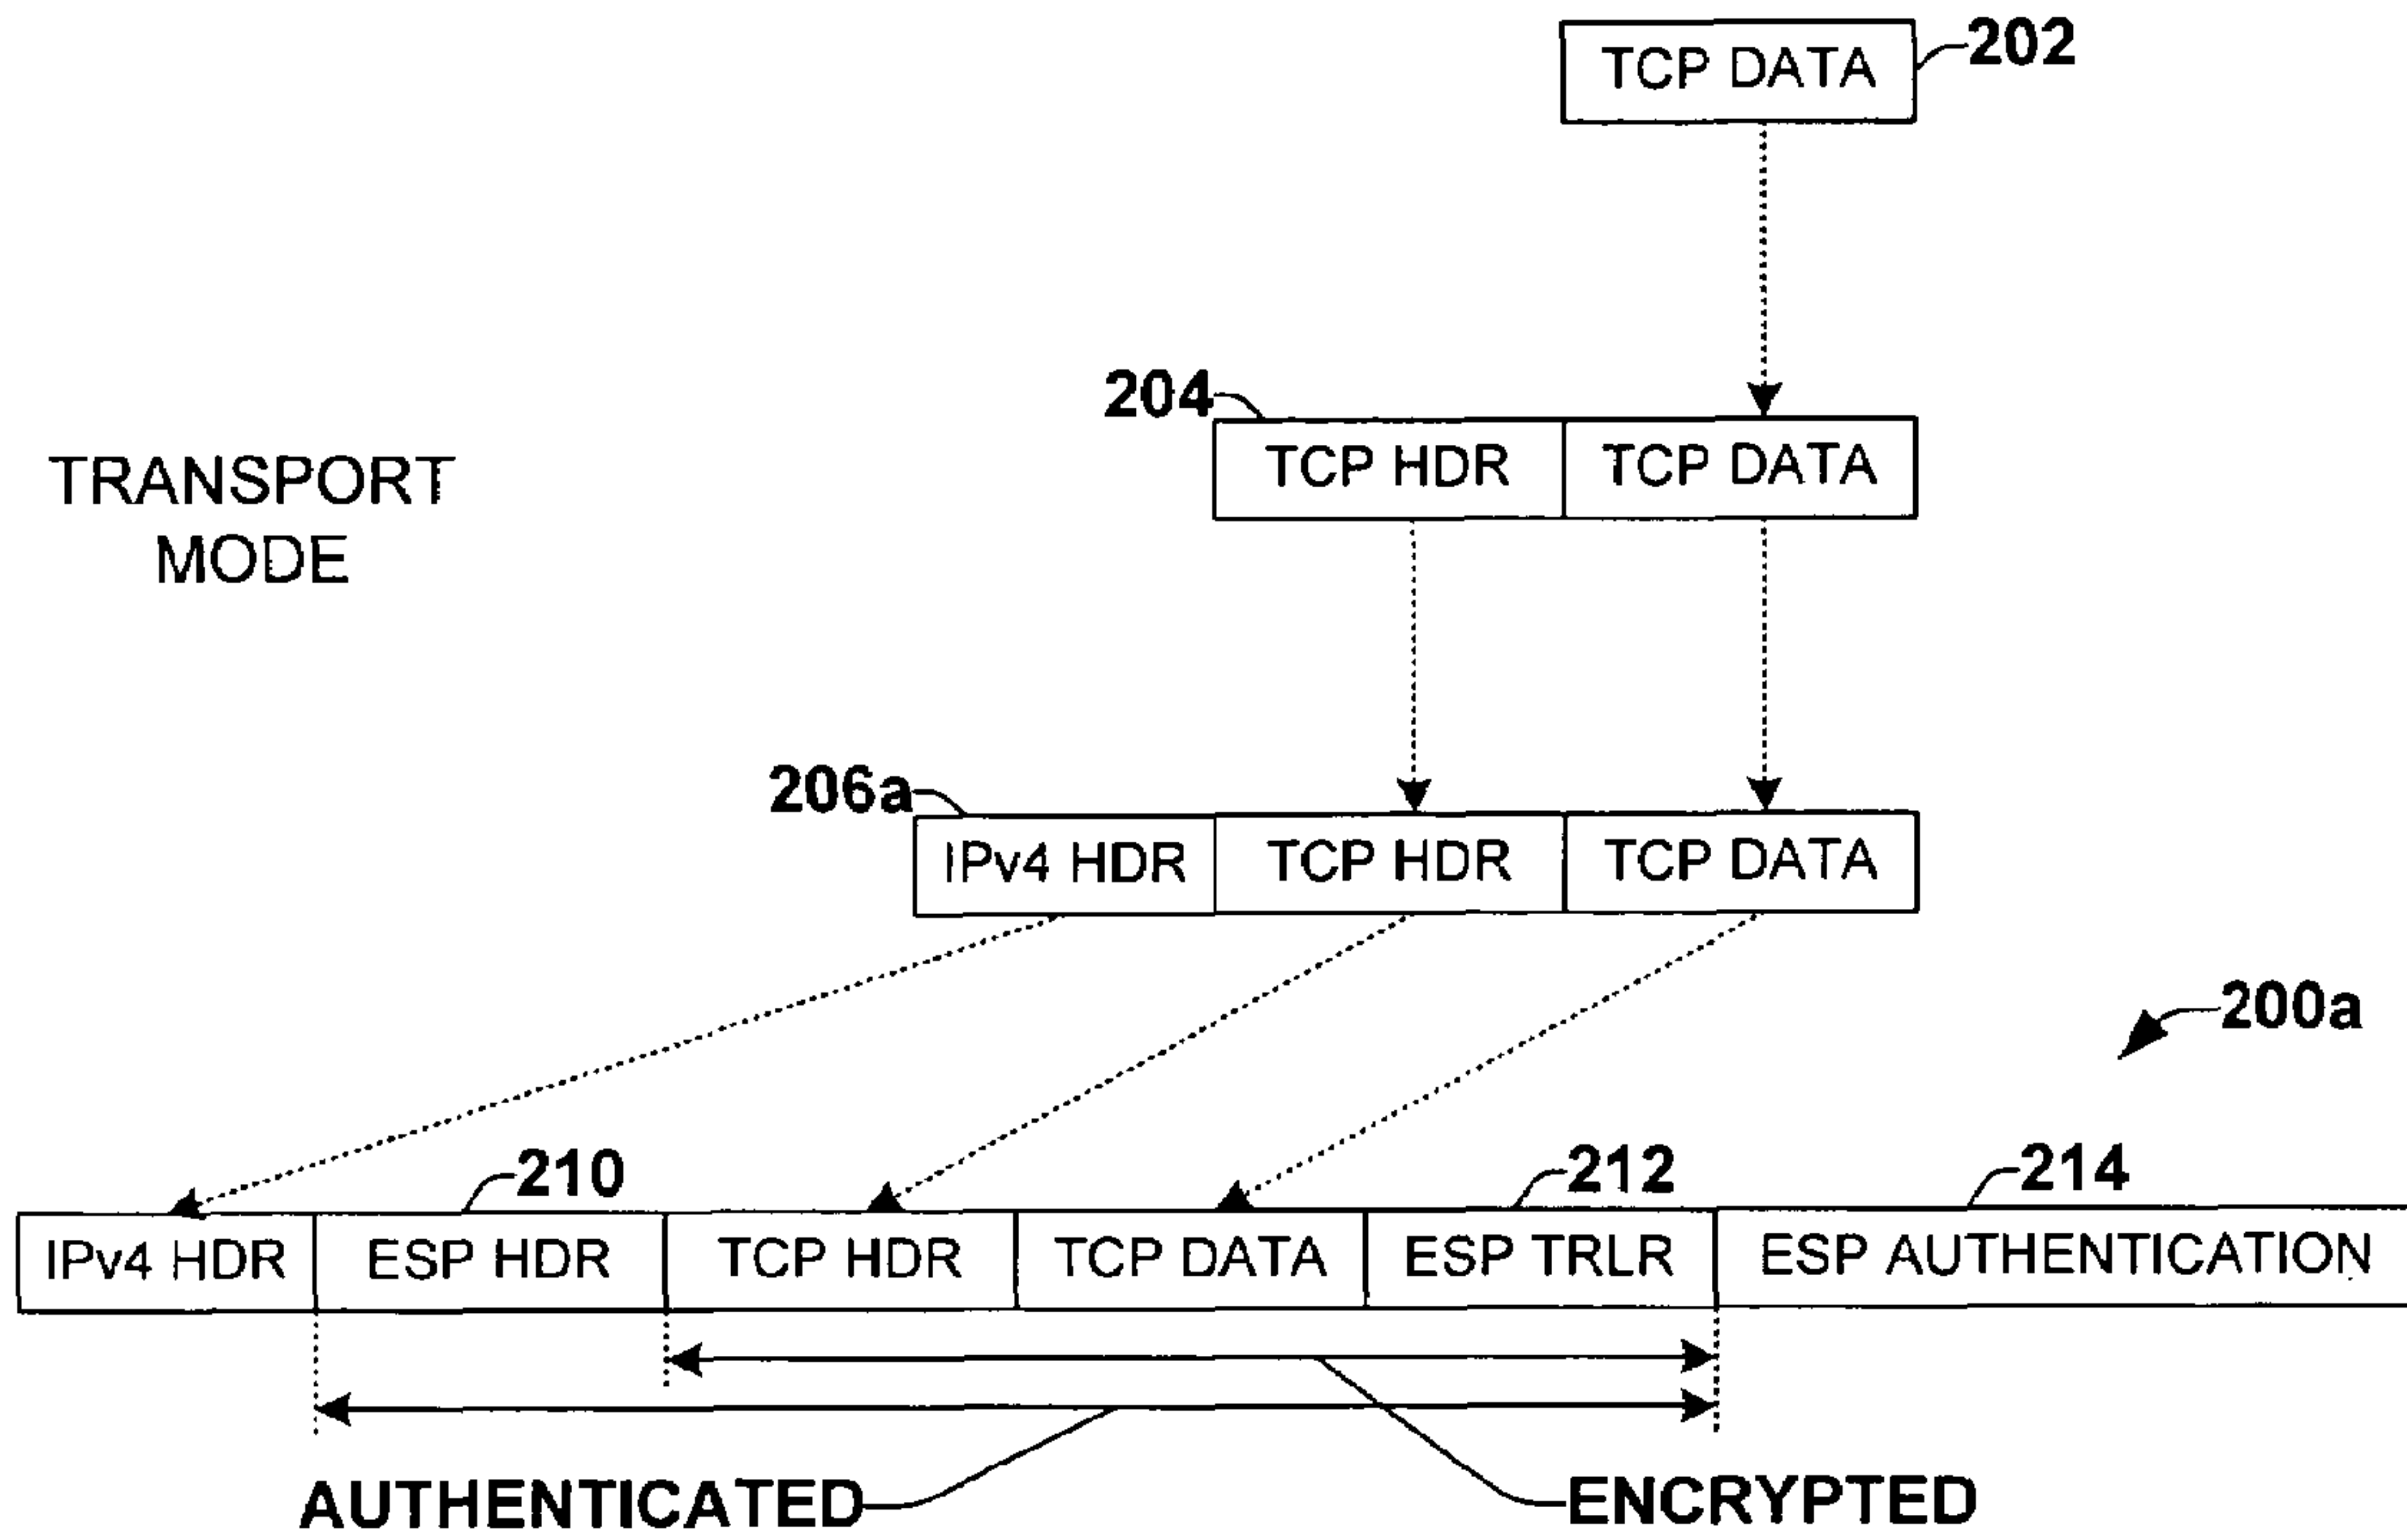 TCP DATA 202
204
TCP HDR TCP DATA
TRANSPORT
MODE
206a
IPv4 HDR TCP HDR TCP DATA
200a
210 212 214
IPv4 HDR ESP HDR TCP HDR TCP DATA ESP TRLR ESP AUTHENTICATION
AUTHENTICATED ENCRYPTED